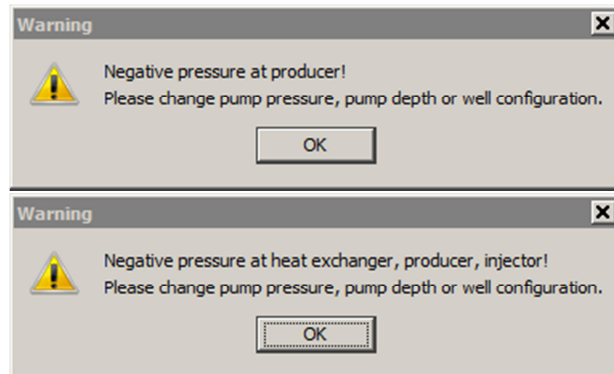 Warning
Negative pressure at producer!
Please change pump pressure, pump depth or well configuration.
OK
Warning
Negative pressure at heat exchanger, producer, injector!
Please change pump pressure, pump depth or well configuration.
OK